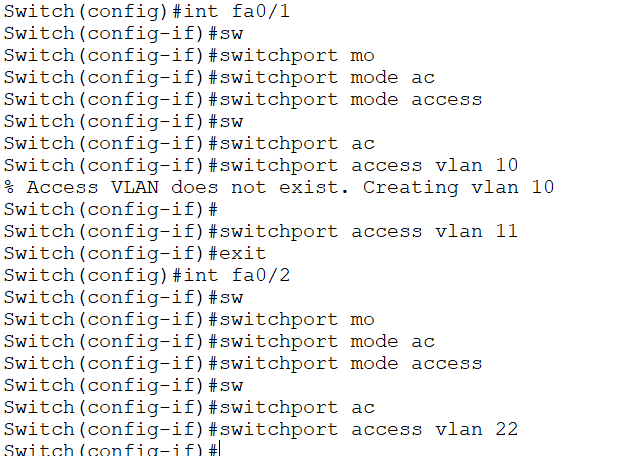 Switch(config)#int fa0/1
Switch(config-if)#sw
Switch(config-if)#switchport mo
Switch(config-if)#switchport mode ac
Switch(config-if)#switchport mode access
Switch(config-if)#sw
Switch(config-if)#switchport ac
Switch(config-if)#switchport access vlan 10
% Access VLAN does not exist. Creating vlan 10
Switch(config-if)#
Switch(config-if)#switchport access vlan 11
Switch(config-if)#exit
Switch(config)#int fa0/2
Switch(config-if)#sw
Switch(config-if)#switchport mo
Switch(config-if)#switchport mode ac
Switch(config-if)#switchport mode access
Switch(config-if)#sw
Switch(config-if)#switchport ac
Switch(config-if)#switchport access vlan 22
Switch(config-if)#